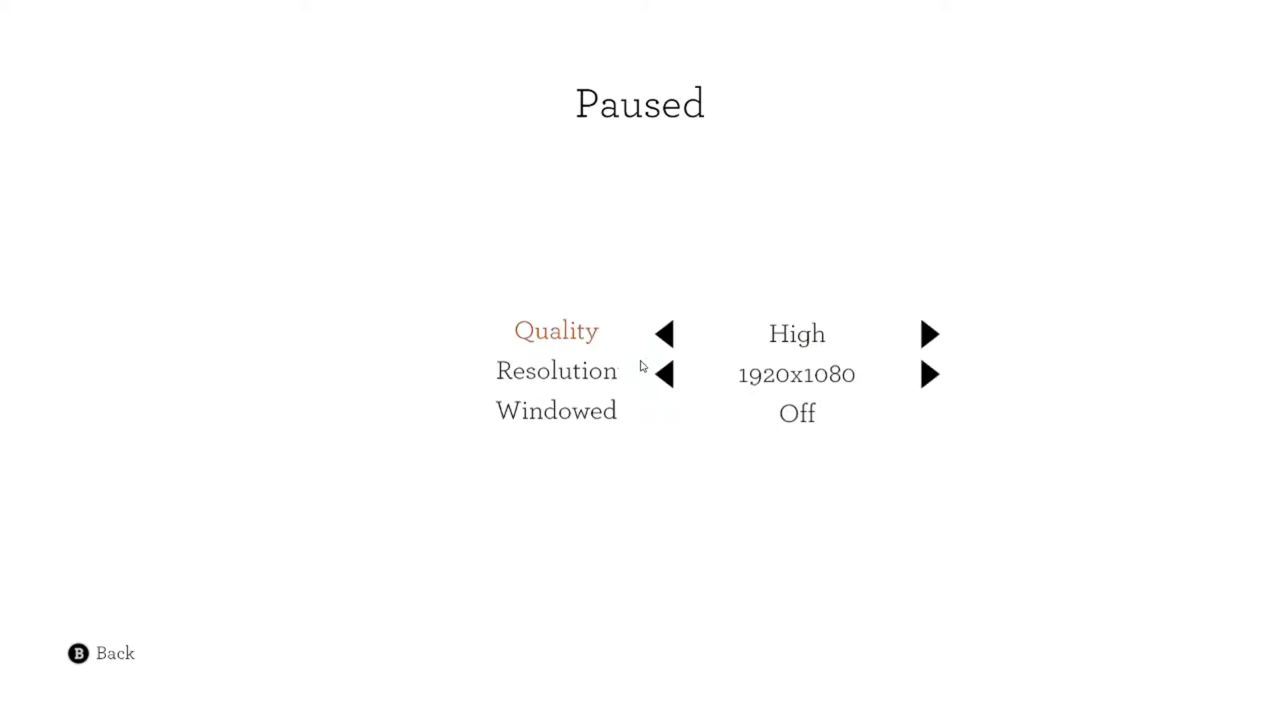 Paused
Quality High
Resolution 1920x1080
Windowed Off
B Back